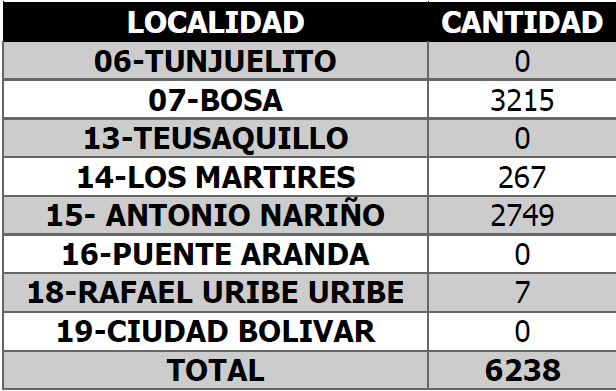 LOCALIDAD CANTIDAD
06-TUNJUELITO 0
07-BOSA 3215
13-TEUSAQUILLO 0
14-LOS MARTIRES 267
15- ANTONIO NARIÑO 2749
16-PUENTE ARANDA 0
18-RAFAEL URIBE URIBE 7
19-CIUDAD BOLIVAR 0
TOTAL 6238